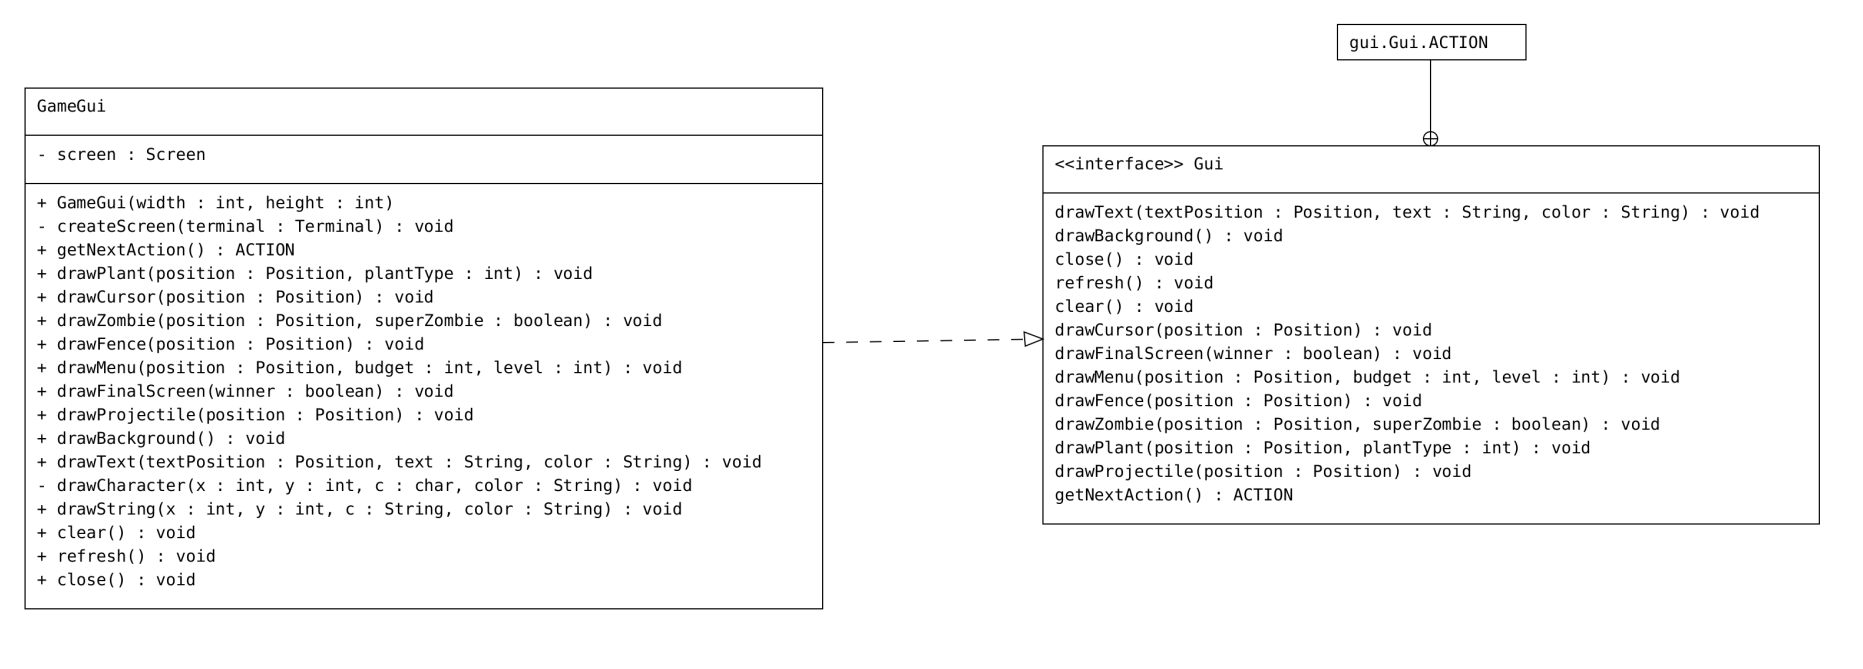 gui.Gui.ACTION
GameGui
- screen : Screen
+ GameGui(width : int, height : int)
- createScreen(terminal : Terminal) : void
+ getNextAction() : ACTION
+ drawPlant(position : Position, plantType : int) : void
+ drawCursor(position : Position) : void
+ drawZombie(position : Position, superZombie : boolean) : void
+ drawFence(position : Position) : void
+ drawMenu(position : Position, budget : int, level : int) : void
+ drawFinalScreen(winner : boolean) : void
+ drawProjectile(position : Position) : void
+ drawBackground() : void
+ drawText(textPosition : Position, text : String, color : String) : void
- drawCharacter(x : int, y : int, c : char, color : String) : void
+ drawString(x : int, y : int, c : String, color : String) : void
+ clear() : void
+ refresh() : void
+ close() : void
<<interface>> Gui
drawText(textPosition : Position, text : String, color : String) : void
drawBackground() : void
close() : void
refresh() : void
clear() : void
drawCursor(position : Position) : void
drawFinalScreen(winner : boolean) : void
drawMenu(position : Position, budget : int, level : int) : void
drawFence(position : Position) : void
drawZombie(position : Position, superZombie : boolean) : void
drawPlant(position : Position, plantType : int) : void
drawProjectile(position : Position) : void
getNextAction() : ACTION